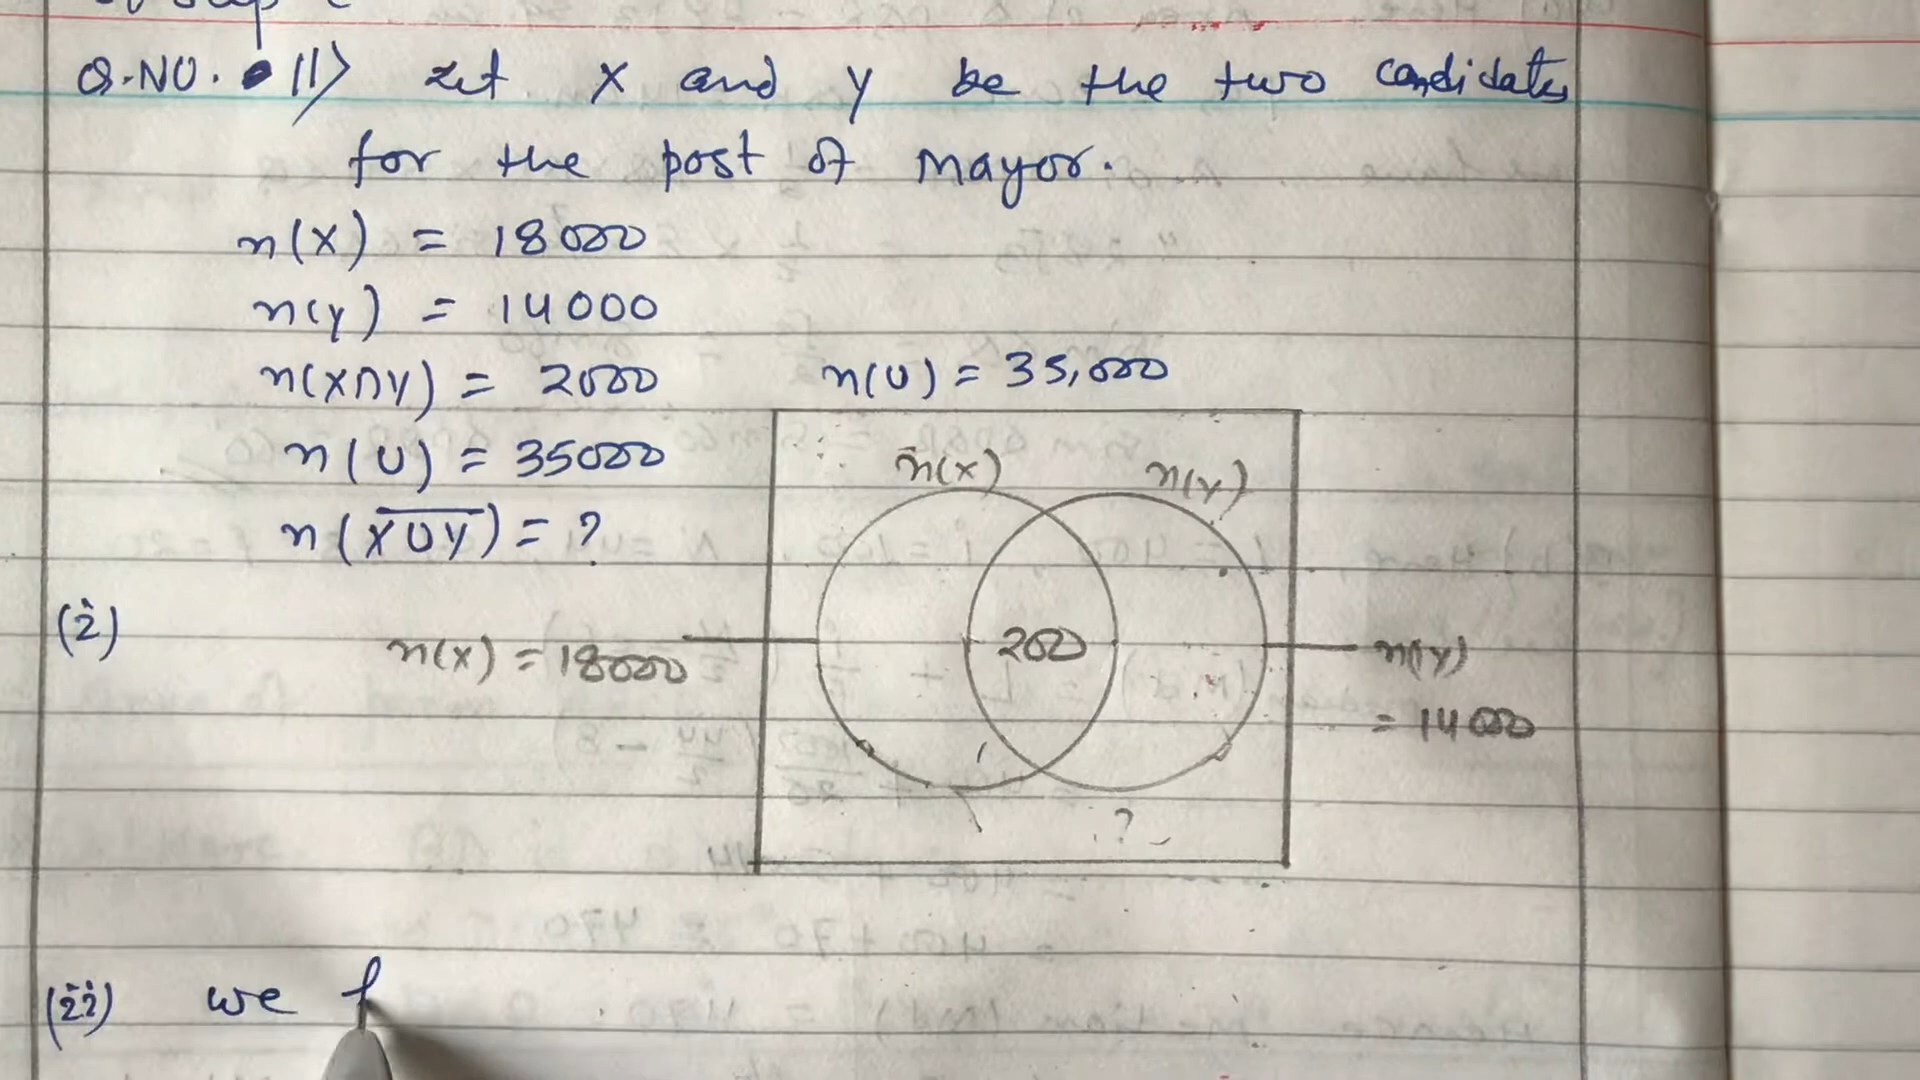 Q.NO. 11) Let X and Y be the two candidates
for the post of mayor.
n(X) = 18000
n(Y) = 14000
n(X∩Y) = 2000
n(U) = 35,000
n(U) = 35000
n(X∪Y)‾ = ?
n(X)
n(Y)
(i)
n(X) = 18000
2000
n(Y)
= 14000
?
(ii) we